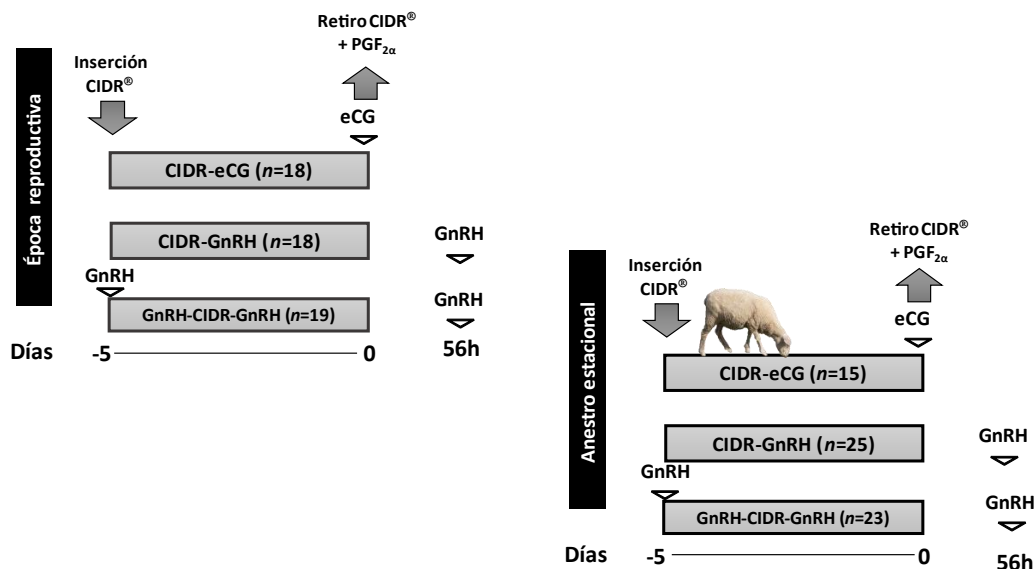 Época reproductiva
Inserción
CIDR®
Retiro CIDR®
+ PGF2α
eCG
CIDR-eCG (n=18)
CIDR-GnRH (n=18)
GnRH
GnRH
GnRH-CIDR-GnRH (n=19)
GnRH
Días
-5
0
56h
Anestro estacional
Inserción
CIDR®
Retiro CIDR®
+ PGF2α
eCG
CIDR-eCG (n=15)
CIDR-GnRH (n=25)
GnRH
GnRH
GnRH-CIDR-GnRH (n=23)
GnRH
Días
-5
0
56h